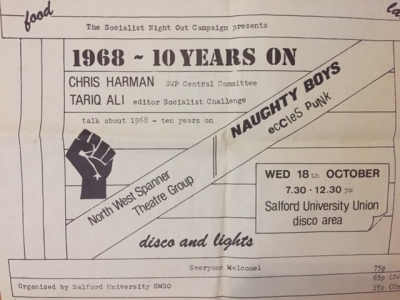 food
The Socialist Night Out Campaign presents
1968 ~ 10 YEARS ON
CHRIS HARMAN SWP Central Committee
TARIQ ALI editor Socialist Challenge
talk about 1968 - ten years on
NAUGHTY BOYS
eccles PuNk
North West Spanner
Theatre Group
WED 18th OCTOBER
7.30 - 12.30 pm
Salford University Union
disco area
disco and lights
Everyone Welcome!
75p
65p
Organised by Salford University SWSO
35p